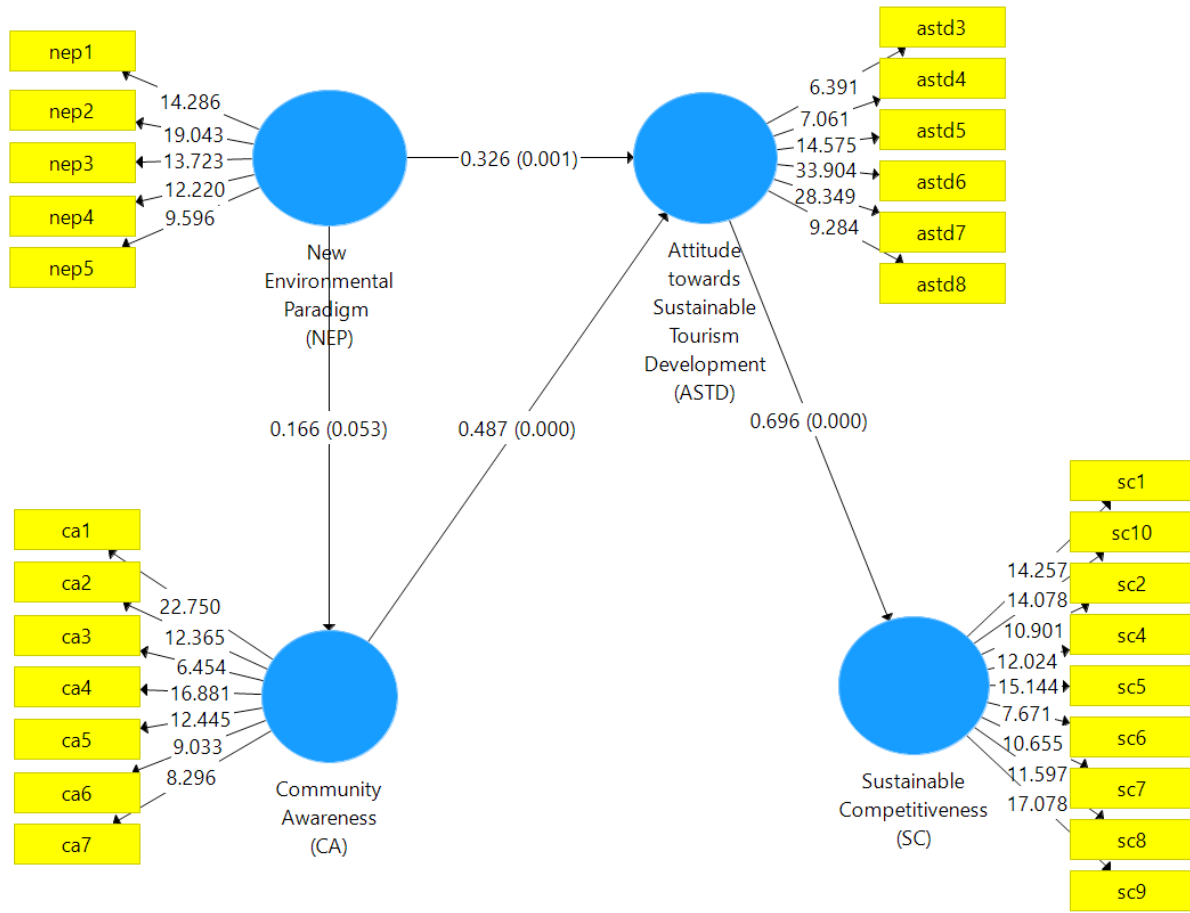 nep1
nep2
nep3
nep4
nep5
14.286
19.043
13.723
12.220
9.596
New
Environmental
Paradigm
(NEP)
0.326 (0.001)
astd3
astd4
astd5
astd6
astd7
astd8
6.391
7.061
14.575
33.904
28.349
9.284
Attitude
towards
Sustainable
Tourism
Development
(ASTD)
0.166 (0.053)
0.487 (0.000)
0.696 (0.000)
ca1
ca2
ca3
ca4
ca5
ca6
ca7
22.750
12.365
6.454
16.881
12.445
9.033
8.296
Community
Awareness
(CA)
Sustainable
Competitiveness
(SC)
14.257
14.078
10.901
12.024
15.144
7.671
10.655
11.597
17.078
sc1
sc10
sc2
sc4
sc5
sc6
sc7
sc8
sc9